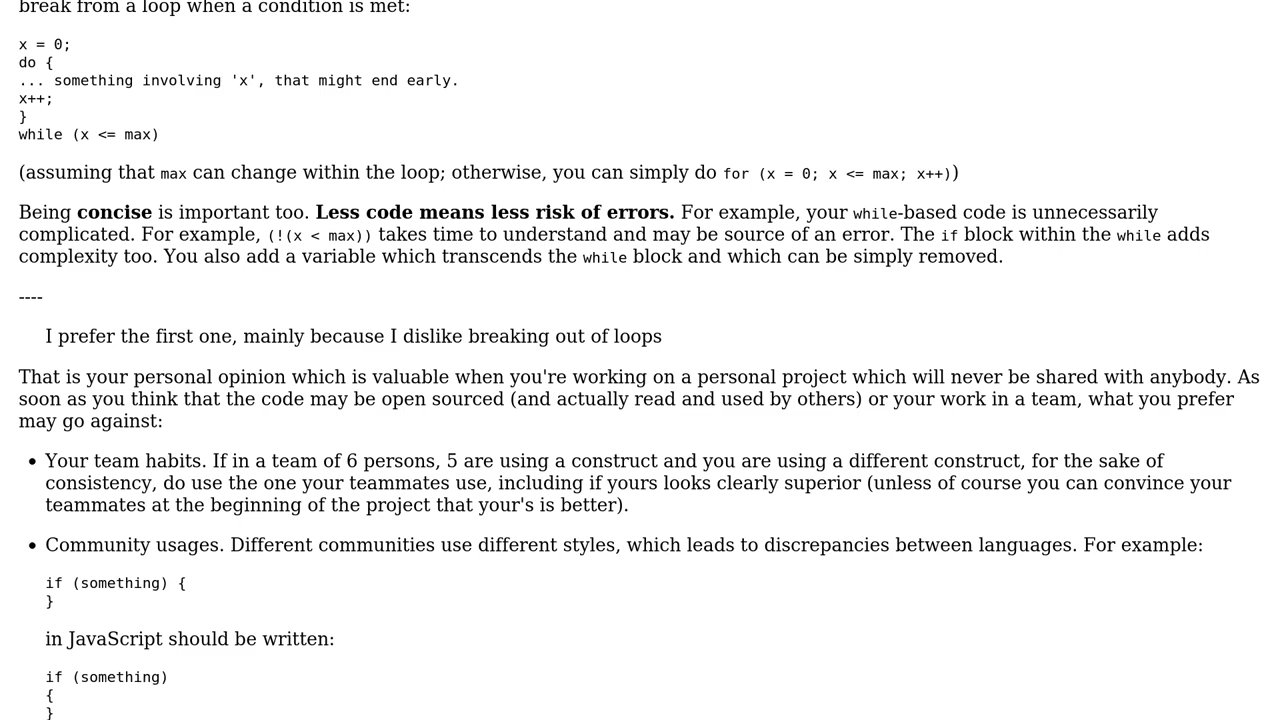 break from a loop when a condition is met:
x = 0;
do {
... something involving 'x', that might end early.
x++;
}
while (x <= max)
(assuming that max can change within the loop; otherwise, you can simply do for (x = 0; x <= max; x++))
Being concise is important too. Less code means less risk of errors. For example, your while-based code is unnecessarily
complicated. For example, (!(x < max)) takes time to understand and may be source of an error. The if block within the while adds
complexity too. You also add a variable which transcends the while block and which can be simply removed.
----
I prefer the first one, mainly because I dislike breaking out of loops
That is your personal opinion which is valuable when you're working on a personal project which will never be shared with anybody. As
soon as you think that the code may be open sourced (and actually read and used by others) or your work in a team, what you prefer
may go against:
• Your team habits. If in a team of 6 persons, 5 are using a construct and you are using a different construct, for the sake of
consistency, do use the one your teammates use, including if yours looks clearly superior (unless of course you can convince your
teammates at the beginning of the project that your's is better).
• Community usages. Different communities use different styles, which leads to discrepancies between languages. For example:
if (something) {
}
in JavaScript should be written:
if (something)
{
}